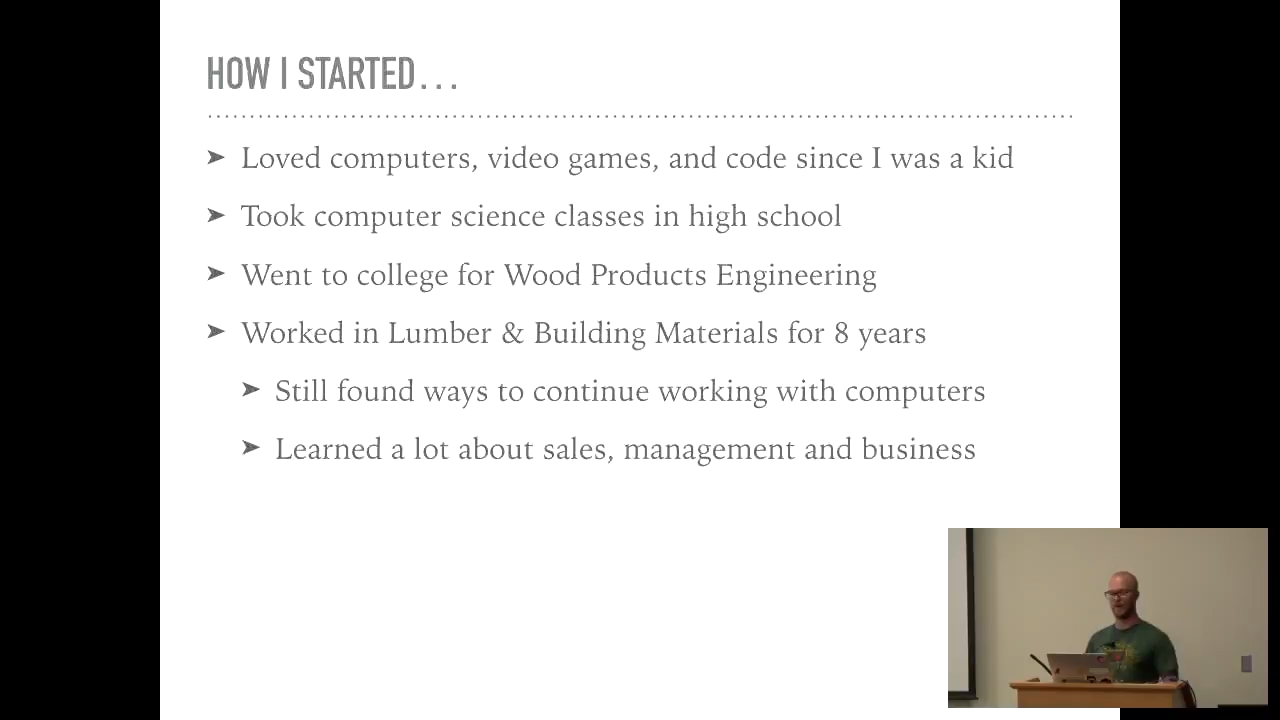 HOW I STARTED...
➤ Loved computers, video games, and code since I was a kid
➤ Took computer science classes in high school
➤ Went to college for Wood Products Engineering
➤ Worked in Lumber & Building Materials for 8 years
➤ Still found ways to continue working with computers
➤ Learned a lot about sales, management and business